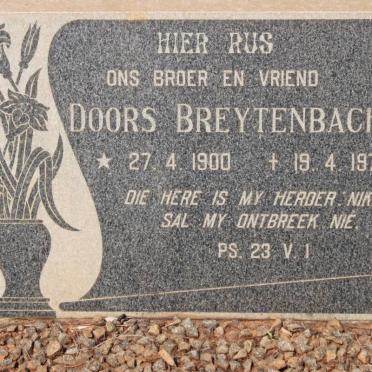 HIER RUS
ONS BROER EN VRIEND
DOORS BREYTENBACH
★ 27. 4. 1900 + 19. 4. 197
DIE HERE IS MY HERDER NIK
SAL MY ONTBREEK NIE.
PS. 23 V. 1